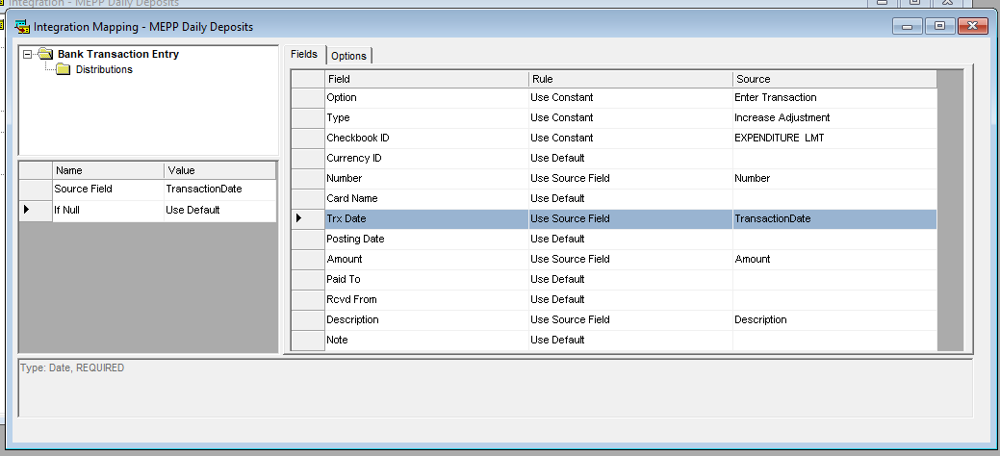 Integration - MEPP Daily Deposits
Integration Mapping - MEPP Daily Deposits
Bank Transaction Entry
Distributions
Name Value
Source Field TransactionDate
If Null Use Default
Fields Options
Field Rule Source
Option Use Constant Enter Transaction
Type Use Constant Increase Adjustment
Checkbook ID Use Constant EXPENDITURE LMT
Currency ID Use Default
Number Use Source Field Number
Card Name Use Default
Trx Date Use Source Field TransactionDate
Posting Date Use Default
Amount Use Source Field Amount
Paid To Use Default
Rcvd From Use Default
Description Use Source Field Description
Note Use Default
Type: Date, REQUIRED